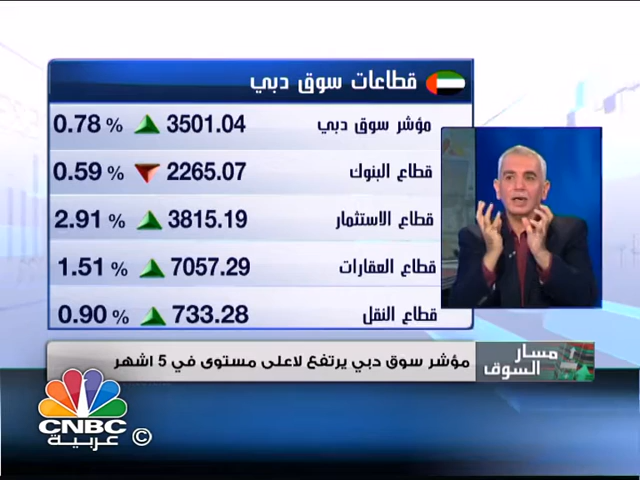 قطاعات سوق دبي
مؤشر سوق دبي 3501.04 0.78 %
قطاع البنوك 2265.07 0.59 %
قطاع الاستثمار 3815.19 2.91 %
قطاع العقارات 7057.29 1.51 %
قطاع النقل 733.28 0.90 %
مسار السوق
مؤشر سوق دبي يرتفع لاعلى مستوى في 5 اشهر
CNBC
عربية ©